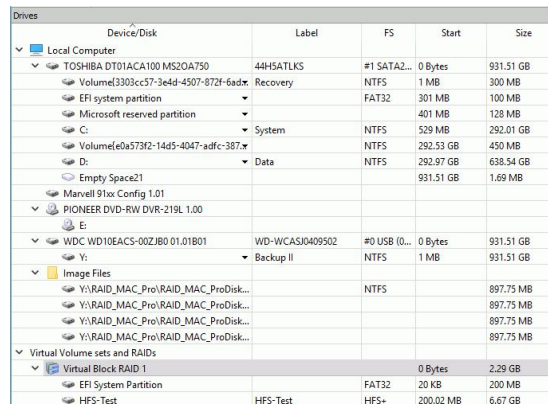 Drives
Device/Disk Label FS Start Size
Local Computer
TOSHIBA DT01ACA100 MS2OA750 44H5ATLKS #1 SATA2... 0 Bytes 931.51 GB
Volume{3303cc57-3e4d-4507-872f-6ad... Recovery NTFS 1 MB 300 MB
EFI system partition FAT32 301 MB 100 MB
Microsoft reserved partition 401 MB 128 MB
C: System NTFS 529 MB 292.01 GB
Volume{e0a573f2-14d5-4047-adfc-387... NTFS 292.53 GB 450 MB
D: Data NTFS 292.97 GB 638.54 GB
Empty Space21 931.51 GB 1.69 MB
Marvell 91xx Config 1.01
PIONEER DVD-RW DVR-219L 1.00
E:
WDC WD10EACS-00ZJB0 01.01B01 WD-WCASJ0409502 #0 USB (0... 0 Bytes 931.51 GB
Y: Backup II NTFS 1 MB 931.51 GB
Image Files
Y:\RAID_MAC_Pro\RAID_MAC_ProDisk... NTFS 897.75 MB
Y:\RAID_MAC_Pro\RAID_MAC_ProDisk... 897.75 MB
Y:\RAID_MAC_Pro\RAID_MAC_ProDisk... 897.75 MB
Y:\RAID_MAC_Pro\RAID_MAC_ProDisk... 897.75 MB
Virtual Volume sets and RAIDs
Virtual Block RAID 1 0 Bytes 2.29 GB
EFI System Partition FAT32 20 KB 200 MB
HFS-Test HFS-Test HFS+ 200.02 MB 6.67 GB